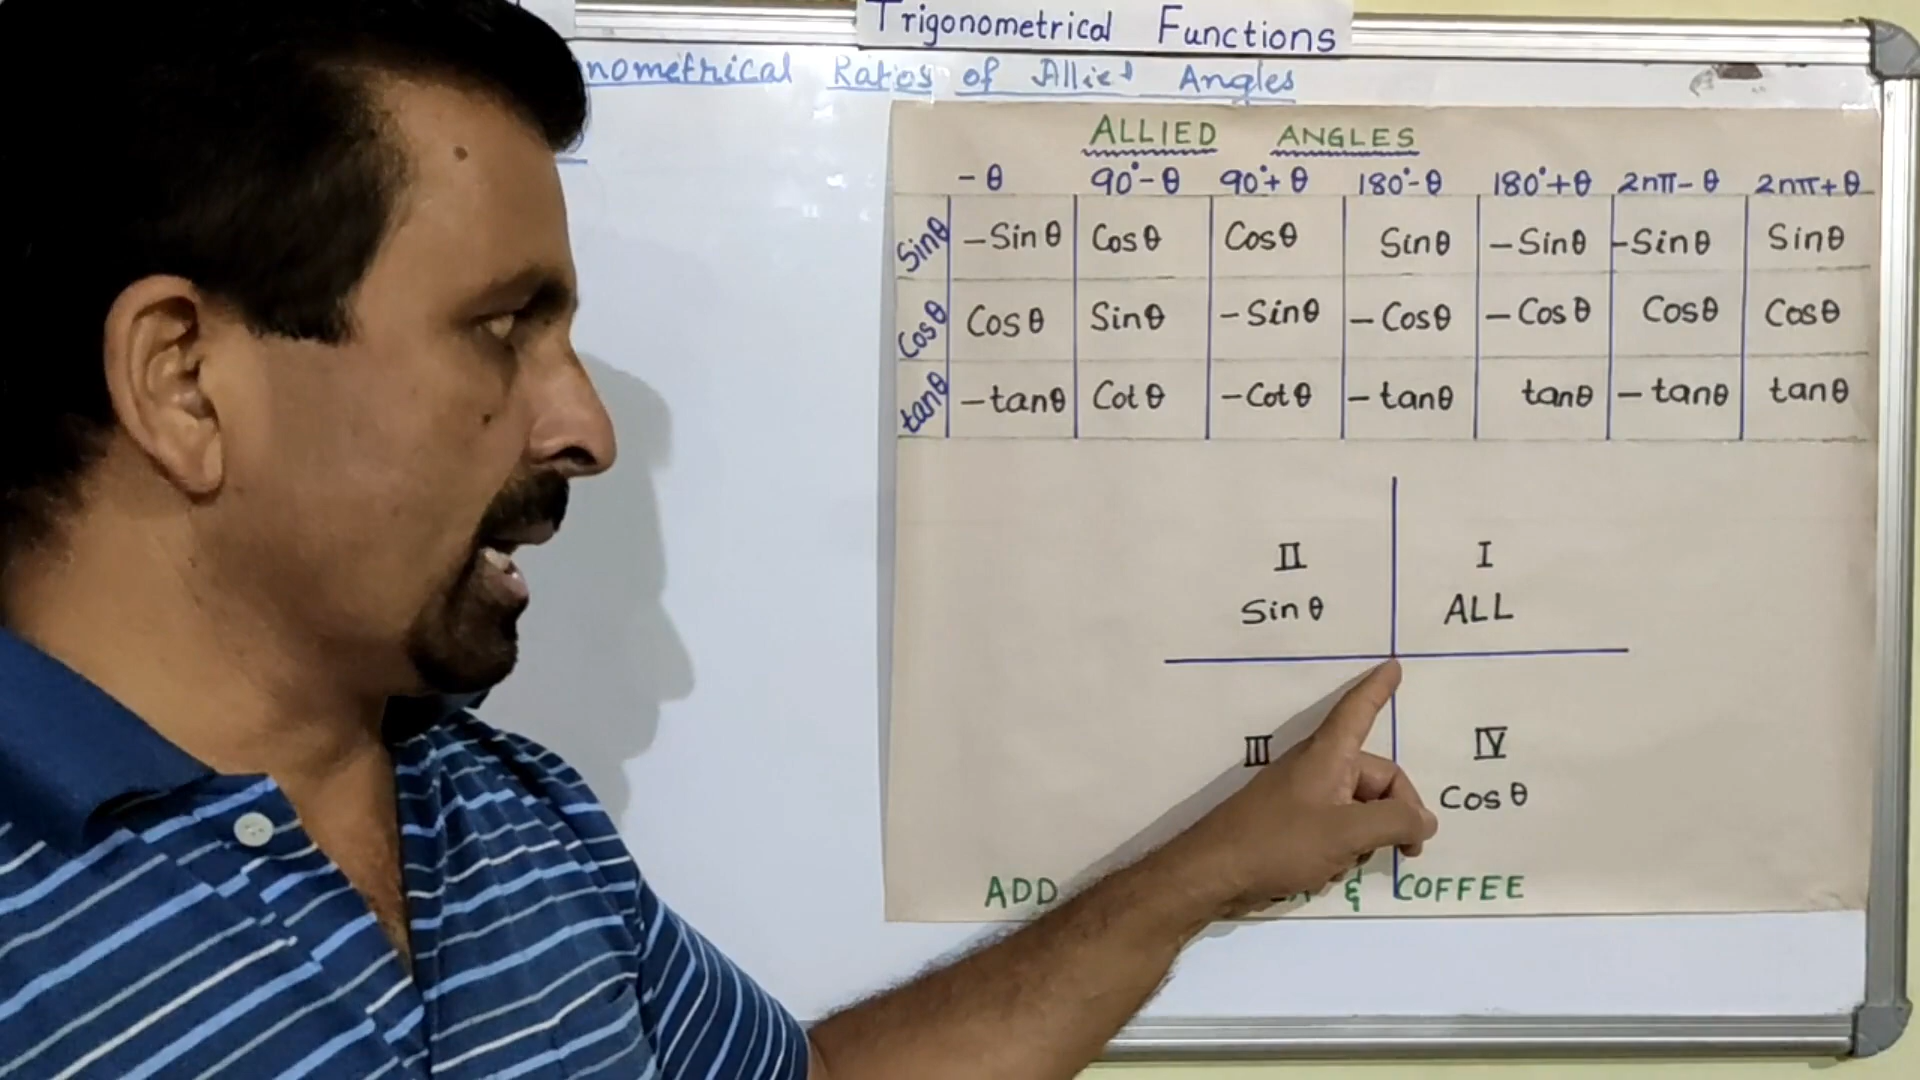 Trigonometrical Functions
nometrical Ratios of Allied Angles
ALLIED ANGLES
-θ 90°-θ 90°+θ 180°-θ 180°+θ 2nπ-θ 2nπ+θ
Sinθ -Sinθ Cosθ Cosθ Sinθ -Sinθ -Sinθ Sinθ
Cosθ Cosθ Sinθ -Sinθ -Cosθ -Cosθ Cosθ Cosθ
tanθ -tanθ Cotθ -Cotθ -tanθ tanθ -tanθ tanθ
II I
Sinθ ALL
III IV
Cosθ
ADD & COFFEE